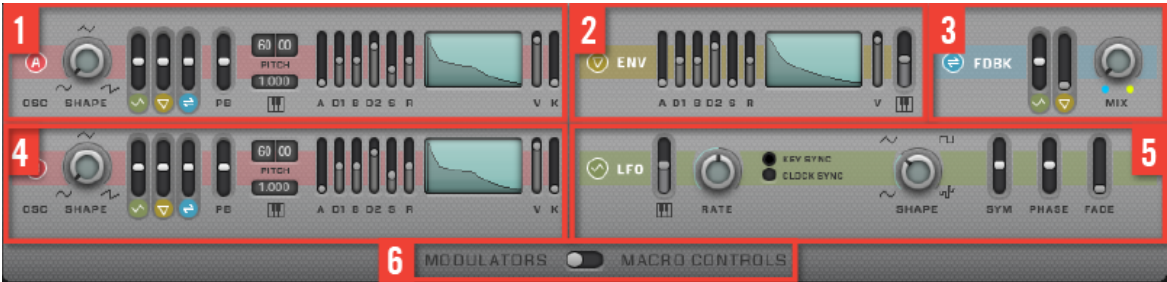 1
A
60 00
PITCH
1.000
OSC SHAPE PB A D1 B D2 S R V K
2
ENV
A D1 B D2 S R V
3
FDBK
MIX
4
60 00
PITCH
1.000
OSC SHAPE PB A D1 B D2 S R V K
5
LFO
KEY SYNC
CLOCK SYNC
RATE SHAPE SYM PHASE FADE
6
MODULATORS MACRO CONTROLS